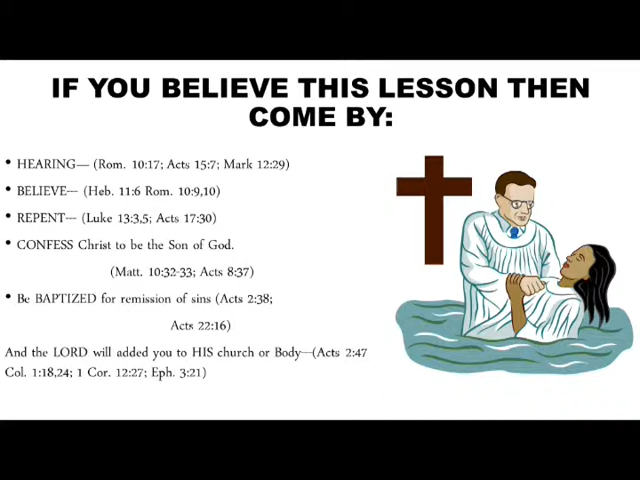 IF YOU BELIEVE THIS LESSON THEN
COME BY:
• HEARING— (Rom. 10:17; Acts 15:7; Mark 12:29)
• BELIEVE--- (Heb. 11:6 Rom. 10:9,10)
• REPENT--- (Luke 13:3,5; Acts 17:30)
• CONFESS Christ to be the Son of God.
(Matt. 10:32-33; Acts 8:37)
• Be BAPTIZED for remission of sins (Acts 2:38;
Acts 22:16)
And the LORD will added you to HIS church or Body—(Acts 2:47
Col. 1:18,24; 1 Cor. 12:27; Eph. 3:21)